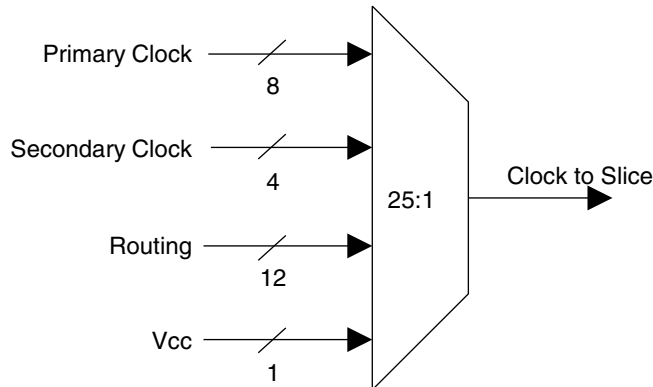 Primary Clock
8
Secondary Clock
4
25:1
Clock to Slice
Routing
12
Vcc
1